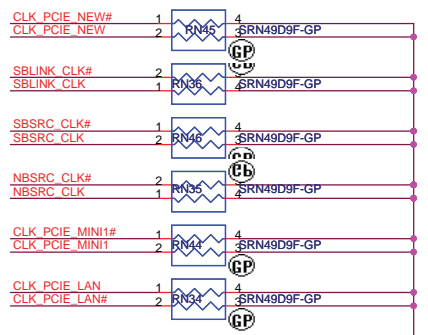 CLK_PCIE_NEW# 1 4
CLK_PCIE_NEW 2 RN45 3 SRN49D9F-GP
GP
SBLINK_CLK# 2
SBLINK_CLK 1 RN36 4 SRN49D9F-GP
SBSRC_CLK# 1 4
SBSRC_CLK 2 RN46 3 SRN49D9F-GP
NBSRC_CLK# 2
NBSRC_CLK 1 RN35 4 SRN49D9F-GP
CLK_PCIE_MINI1# 1 4
CLK_PCIE_MINI1 2 RN44 3 SRN49D9F-GP
GP
CLK_PCIE_LAN 1 4
CLK_PCIE_LAN# 2 RN34 3 SRN49D9F-GP
GP